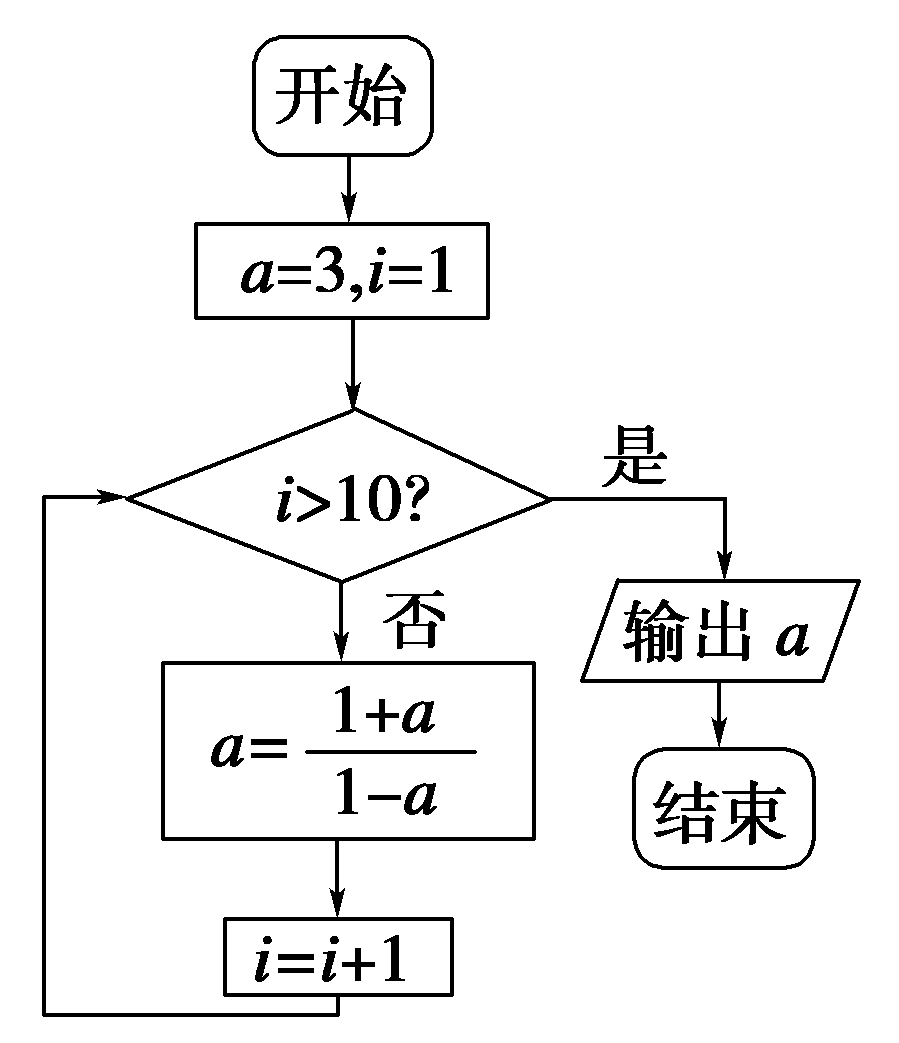 开始
a=3,i=1
i>10?
是
否
输出 a
a= 1+a
1-a
结束
i=i+1